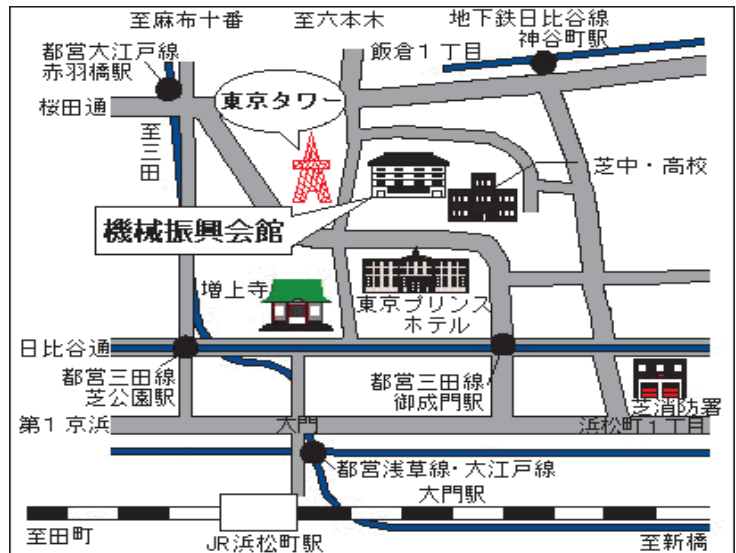 至麻布十番
至六本木
地下鉄日比谷線
神谷町駅
都営大江戸線
赤羽橋駅
飯倉1丁目
桜田通
東京タワー
至三田
芝中・高校
機械振興会館
増上寺
東京プリンス
ホテル
日比谷通
都営三田線
芝公園駅
都営三田線
御成門駅
芝消防署
第1京浜
大門
浜松町1丁目
都営浅草線・大江戸線
大門駅
至田町
JR浜松町駅
至新橋